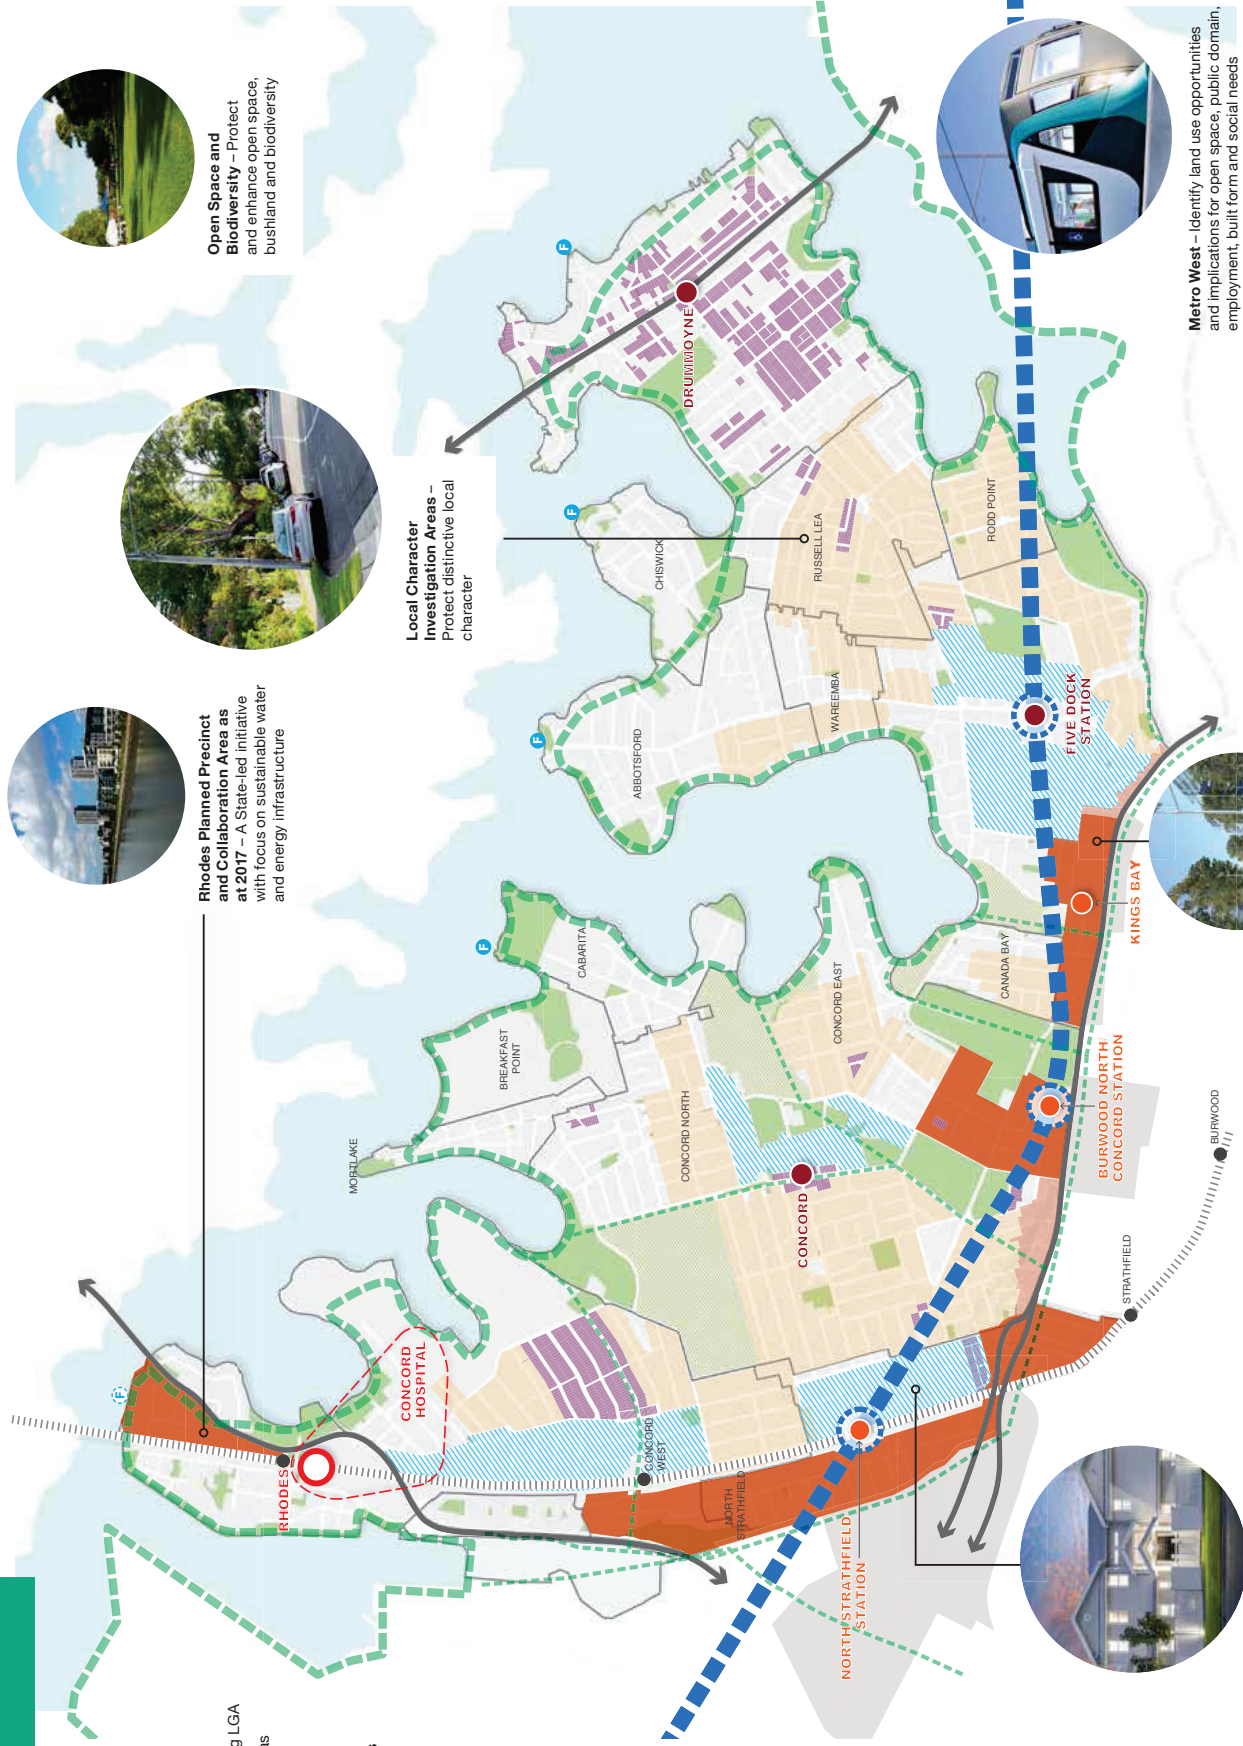 Open Space and
Biodiversity – Protect
and enhance open space,
bushland and biodiversity
Rhodes Planned Precinct
and Collaboration Area as
at 2017 – A State-led initiative
with focus on sustainable water
and energy infrastructure
Local Character
Investigation Areas –
Protect distinctive local
character
Metro West – Identify land use opportunities
and implications for open space, public domain,
employment, built form and social needs
F
F
F
F
F
RHODES
CONCORD
HOSPITAL
CONCORD
WEST
NORTH
STRATHFIELD
NORTH STRATHFIELD
STATION
MORTLAKE
BREAKFAST
POINT
CABARITA
CONCORD NORTH
CONCORD
CONCORD EAST
CANADA BAY
BURWOOD NORTH/
CONCORD STATION
STRATHFIELD
BURWOOD
KINGS BAY
ABBOTSFORD
WAREEMBA
CHISWICK
RUSSELL LEA
RODD POINT
DRUMMOYNE
FIVE DOCK
STATION
g LGA
as
s